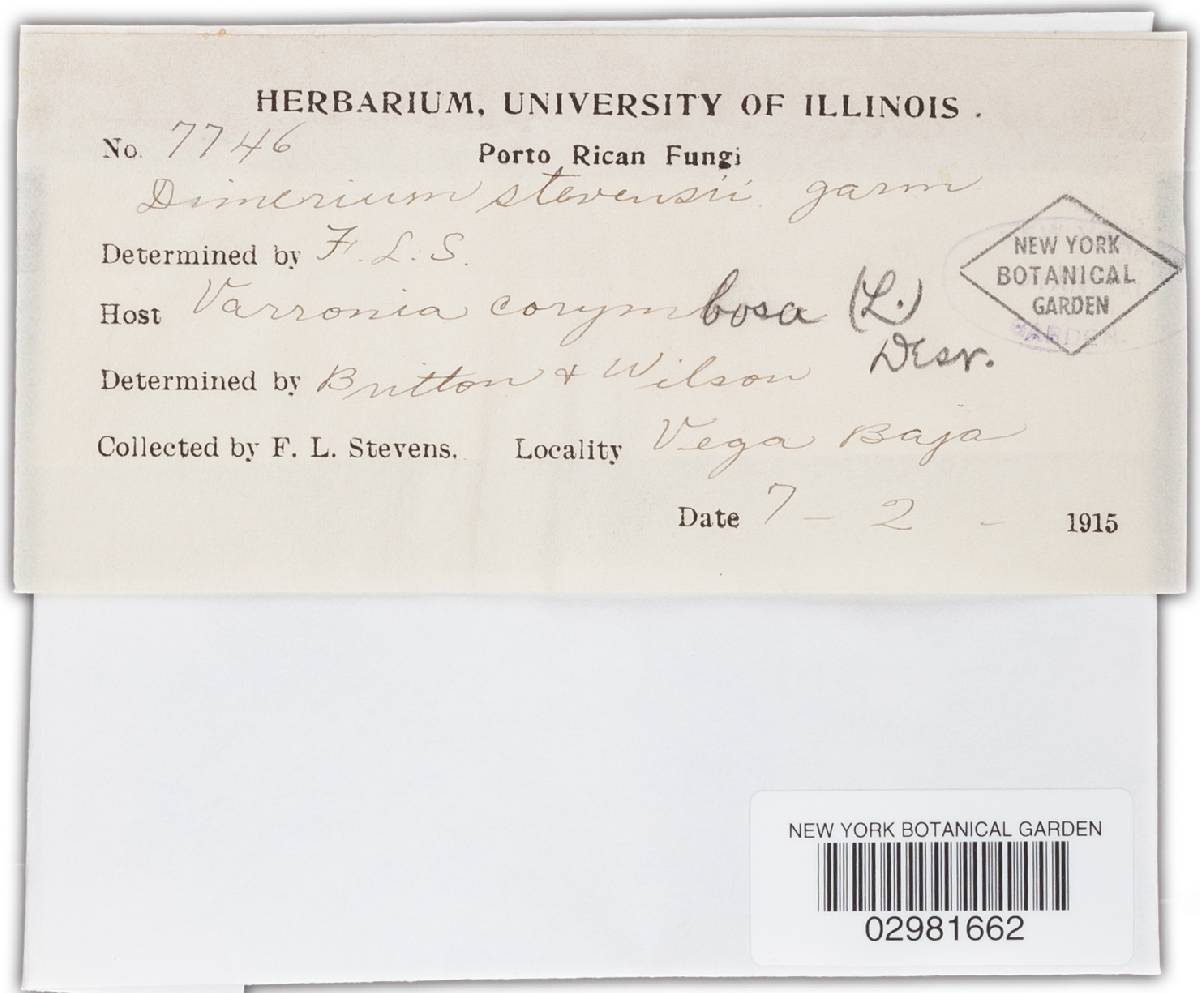 HERBARIUM, UNIVERSITY OF ILLINOIS.
No. 7746
Porto Rican Fungi
Dimerium stevensii garm
Determined by F. L. S.
Host Varronia corymbosa (L.)
Desv.
NEW YORK
BOTANICAL
GARDEN
Determined by Britton & Wilson
Collected by F. L. Stevens. Locality Vega Baja
Date 7 - 2 - 1915
NEW YORK BOTANICAL GARDEN
02981662